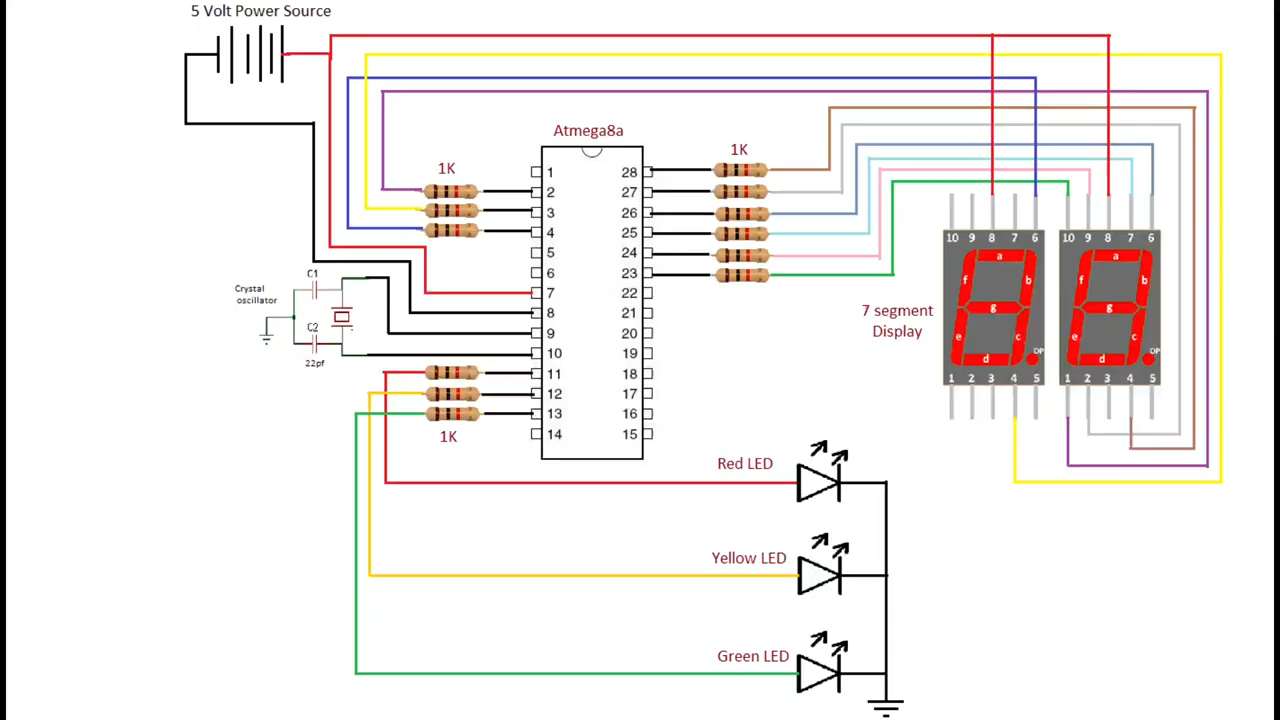 5 Volt Power Source
Atmega8a
1K
1K
1 28
2 27
3 26
4 25
5 24
6 23
7 22
8 21
9 20
10 19
11 18
12 17
13 16
14 15
10 9 8 7 6
a
f b
g
e c
d
DP
1 2 3 4 5
10 9 8 7 6
a
f b
g
e c
d
DP
1 2 3 4 5
7 segment
Display
Crystal
oscillator
C1
C2
22pf
1K
Red LED
Yellow LED
Green LED